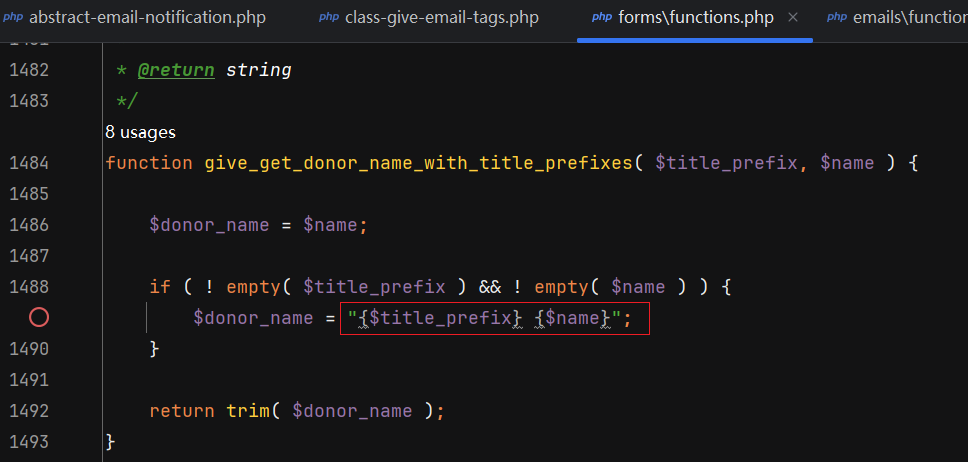 php abstract-email-notification.php php class-give-email-tags.php php forms\functions.php × php emails\function
1482 * @return string
1483 */
8 usages
1484 function give_get_donor_name_with_title_prefixes( $title_prefix, $name ) {
1485
1486 $donor_name = $name;
1487
1488 if ( ! empty( $title_prefix ) && ! empty( $name ) ) {
$donor_name = "{$title_prefix} {$name}";
1490 }
1491
1492 return trim( $donor_name );
1493 }